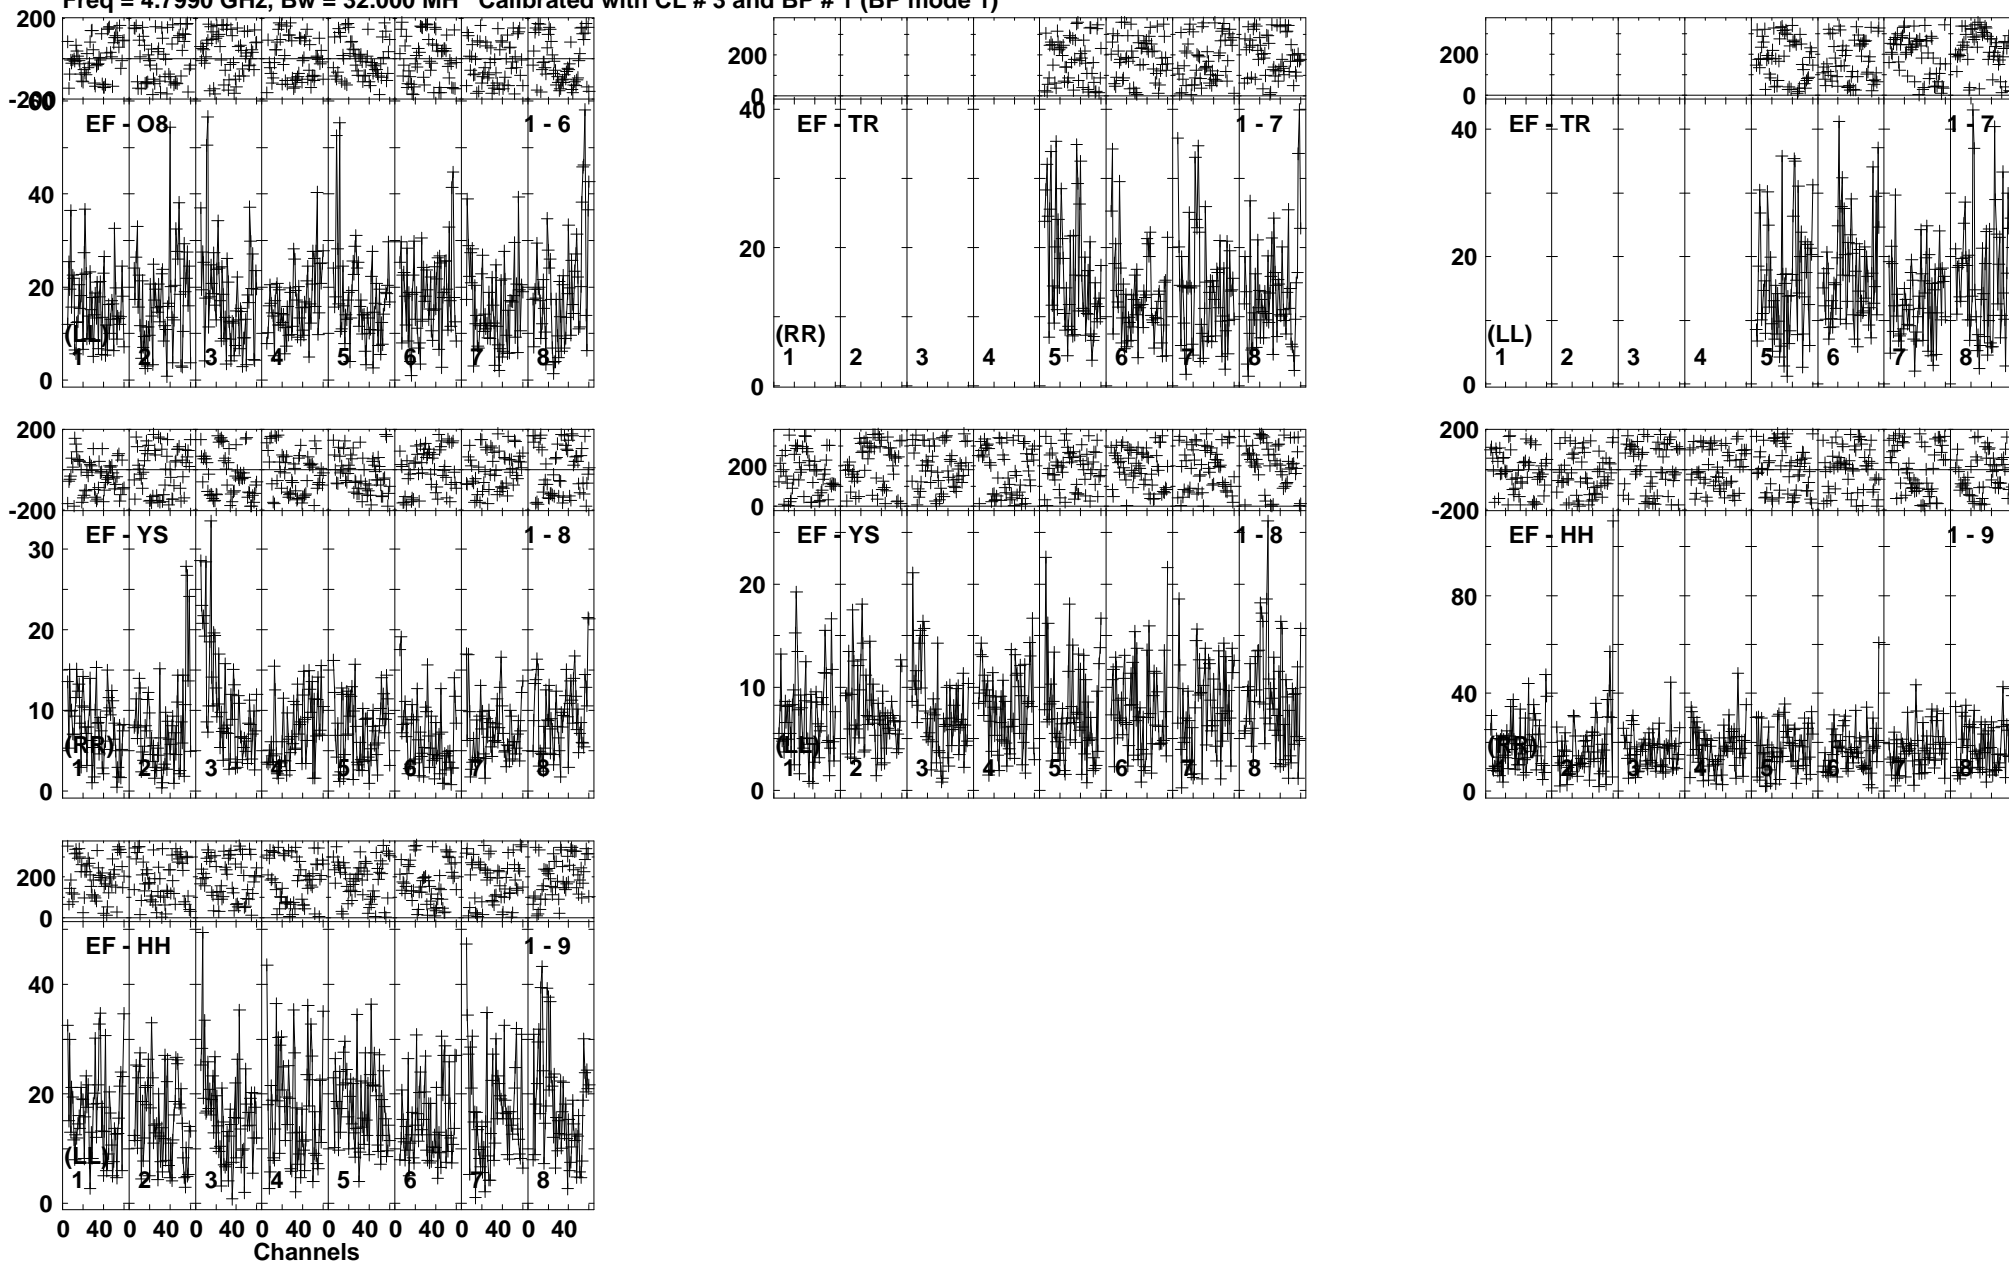 Freq = 4.7990 GHz, Bw = 32.000 MH Calibrated with CL # 3 and BP # 1 (BP mode 1)
200
-200
60
40
20
0
EF - O8
1 - 6
(LL)
1 2 3 4 5 6 7 8
200
0
40
20
0
EF - TR
1 - 7
(RR)
1 2 3 4 5 6 7 8
200
0
40
20
0
EF - TR
1 - 7
(LL)
1 2 3 4 5 6 7 8
200
-200
30
20
10
0
EF - YS
1 - 8
(RR)
1 2 3 4 5 6 7 8
200
0
20
10
0
EF - YS
1 - 8
(LL)
1 2 3 4 5 6 7 8
200
-200
80
40
0
EF - HH
1 - 9
(RR)
1 2 3 4 5 6 7 8
200
0
40
20
0
EF - HH
1 - 9
(LL)
1 2 3 4 5 6 7 8
0 40 0 40 0 40 0 40 0 40 0 40 0 40 0 40
Channels